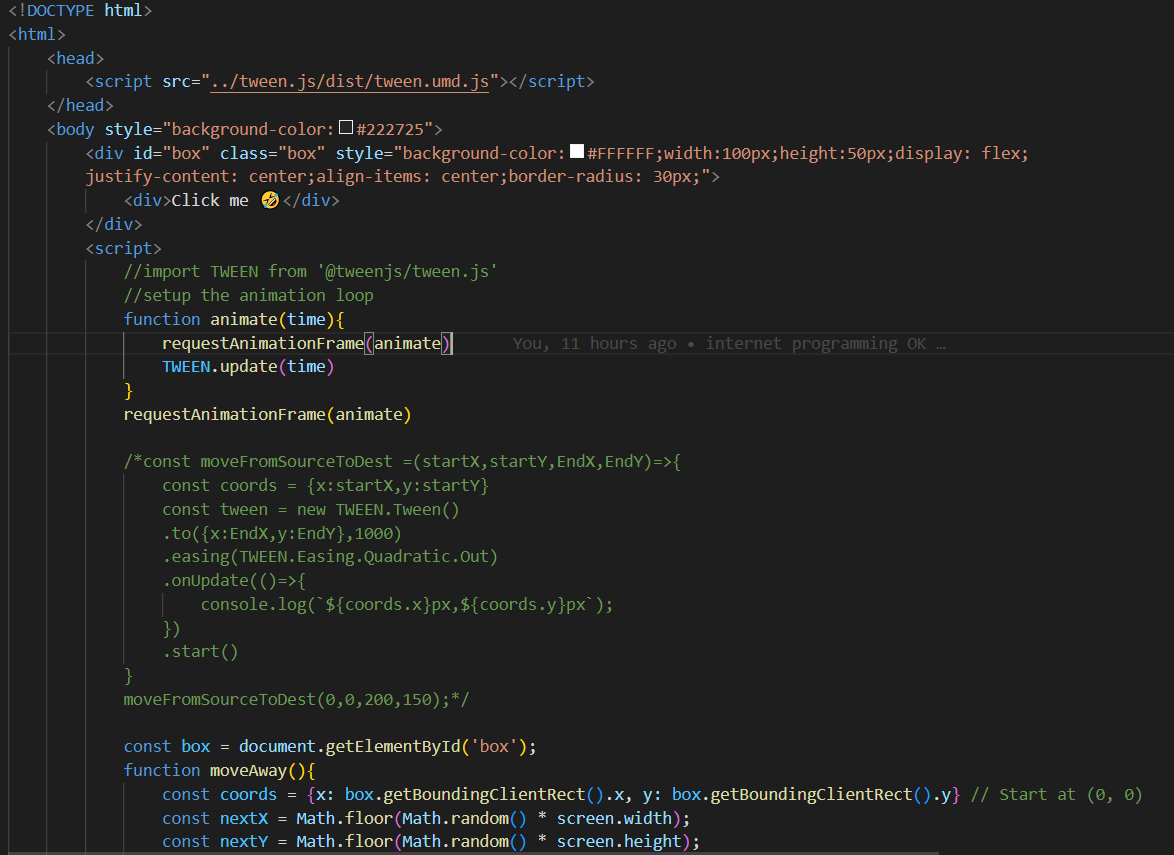 <!DOCTYPE html>
<html>
<head>
<script src="../tween.js/dist/tween.umd.js"></script>
</head>
<body style="background-color:#222725">
<div id="box" class="box" style="background-color:#FFFFFF;width:100px;height:50px;display: flex;
justify-content: center;align-items: center;border-radius: 30px;">
<div>Click me 🤣</div>
</div>
<script>
//import TWEEN from '@tweenjs/tween.js'
//setup the animation loop
function animate(time){
requestAnimationFrame(animate) You, 11 hours ago • internet programming OK …
TWEEN.update(time)
}
requestAnimationFrame(animate)
/*const moveFromSourceToDest =(startX,startY,EndX,EndY)=>{
const coords = {x:startX,y:startY}
const tween = new TWEEN.Tween()
.to({x:EndX,y:EndY},1000)
.easing(TWEEN.Easing.Quadratic.Out)
.onUpdate(()=>{
console.log(`${coords.x}px,${coords.y}px`);
})
.start()
}
moveFromSourceToDest(0,0,200,150);*/
const box = document.getElementById('box');
function moveAway(){
const coords = {x: box.getBoundingClientRect().x, y: box.getBoundingClientRect().y} // Start at (0, 0)
const nextX = Math.floor(Math.random() * screen.width);
const nextY = Math.floor(Math.random() * screen.height);